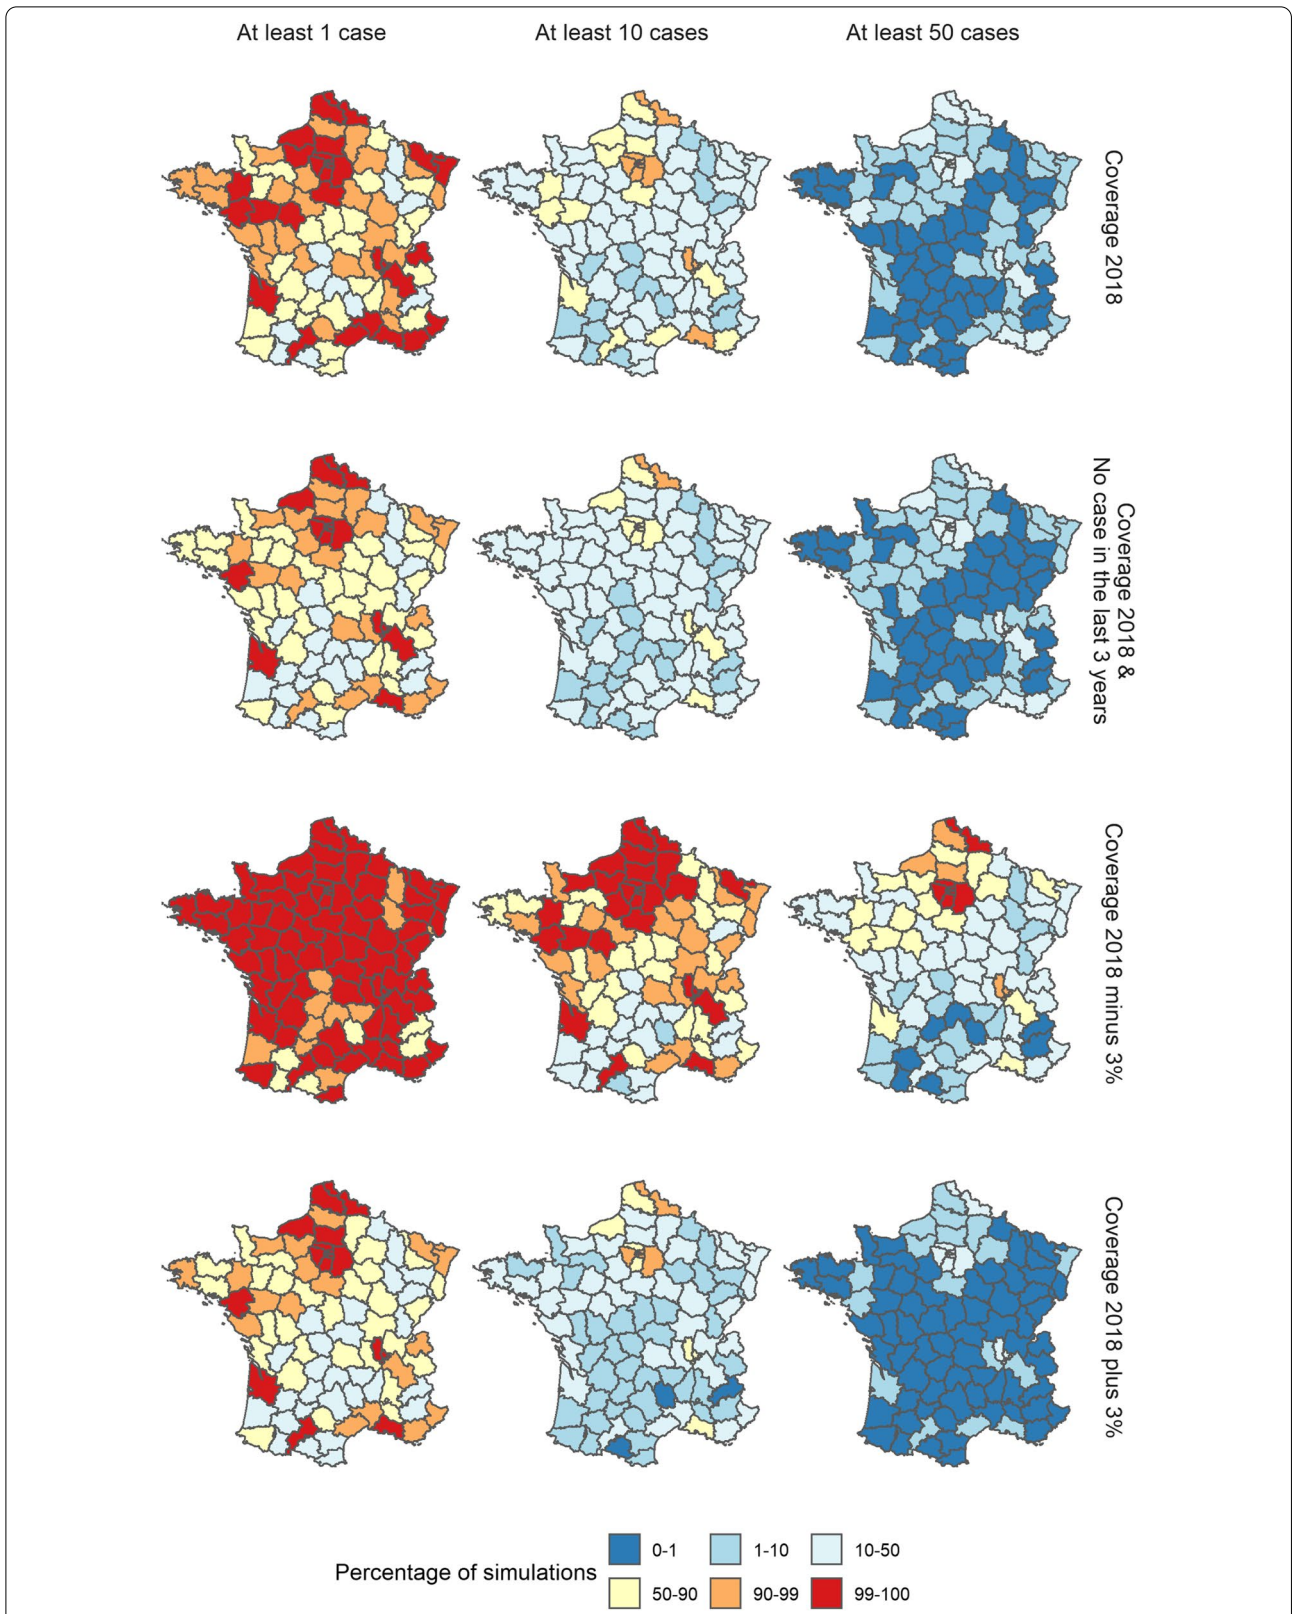 At least 1 case
At least 10 cases
At least 50 cases
Coverage 2018
Coverage 2018 &
No case in the last 3 years
Coverage 2018 minus 3%
Coverage 2018 plus 3%
Percentage of simulations
0-1
1-10
10-50
50-90
90-99
99-100